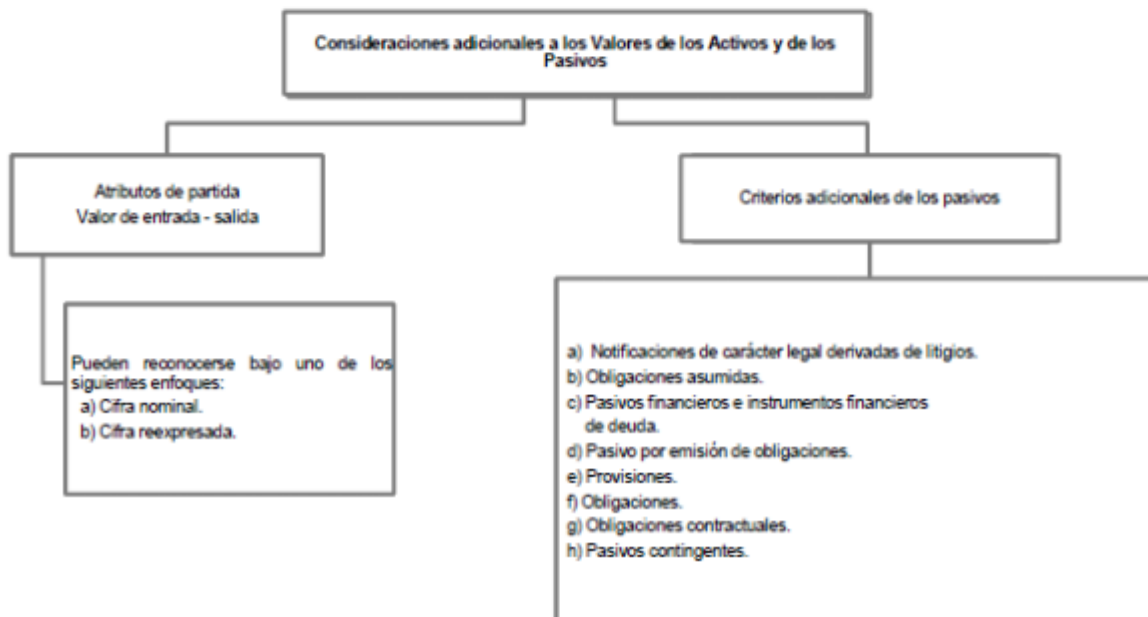 Consideraciones adicionales a los Valores de los Activos y de los
Pasivos
Atributos de partida
Valor de entrada - salida
Criterios adicionales de los pasivos
Pueden reconocerse bajo uno de los
siguientes enfoques:
a) Cifra nominal.
b) Cifra reexpresada.
a) Notificaciones de carácter legal derivadas de litigios.
b) Obligaciones asumidas.
c) Pasivos financieros e instrumentos financieros
de deuda.
d) Pasivo por emisión de obligaciones.
e) Provisiones.
f) Obligaciones.
g) Obligaciones contractuales.
h) Pasivos contingentes.